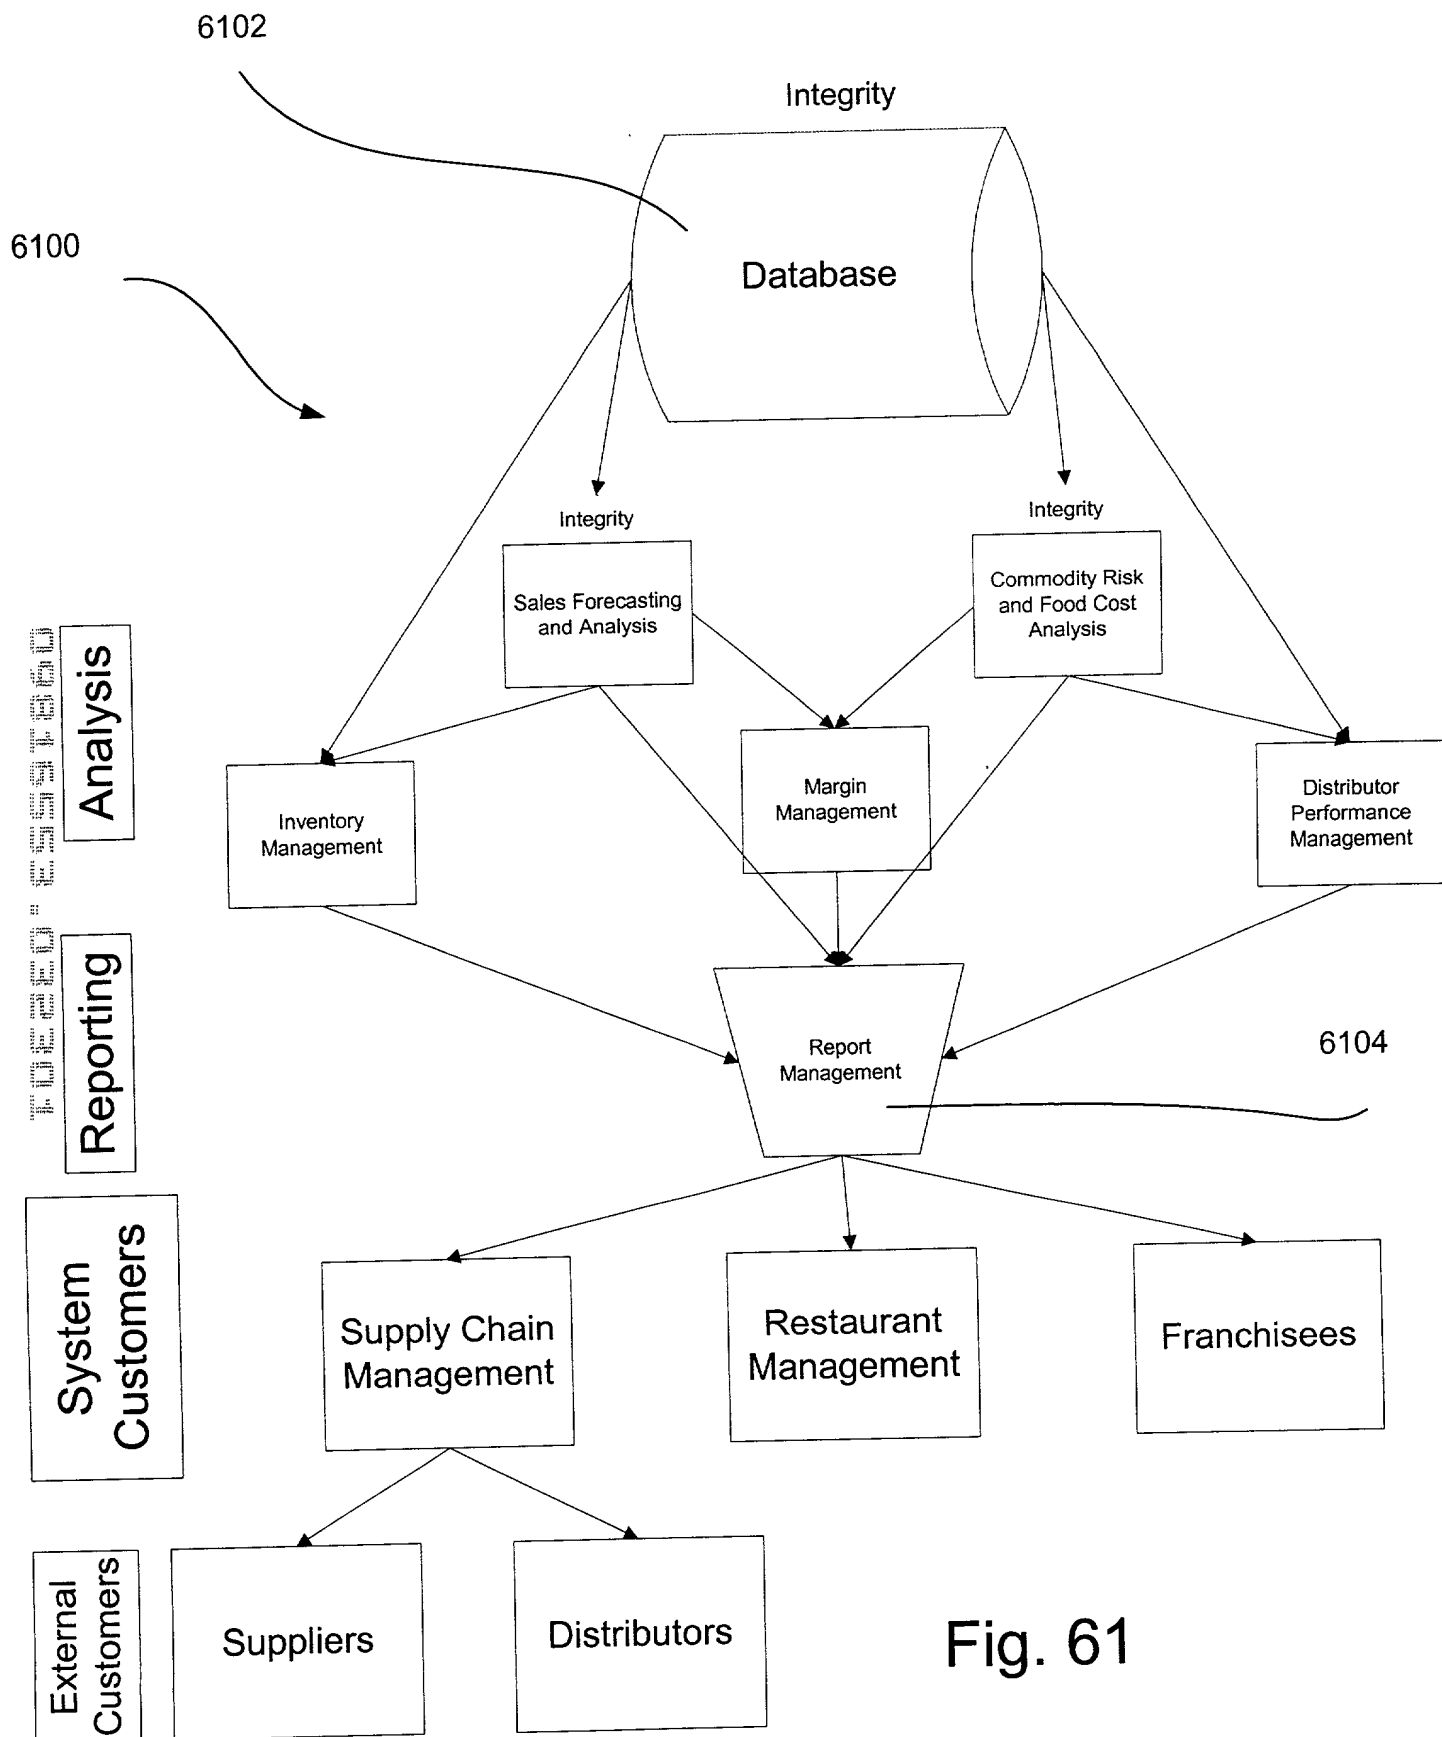 6102
Integrity
6100
Database
Integrity
Integrity
Sales Forecasting
and Analysis
Commodity Risk
and Food Cost
Analysis
Analysis
Inventory
Management
Margin
Management
Distributor
Performance
Management
Reporting
Report
Management
6104
System
Customers
Supply Chain
Management
Restaurant
Management
Franchisees
External
Customers
Suppliers
Distributors
Fig. 61